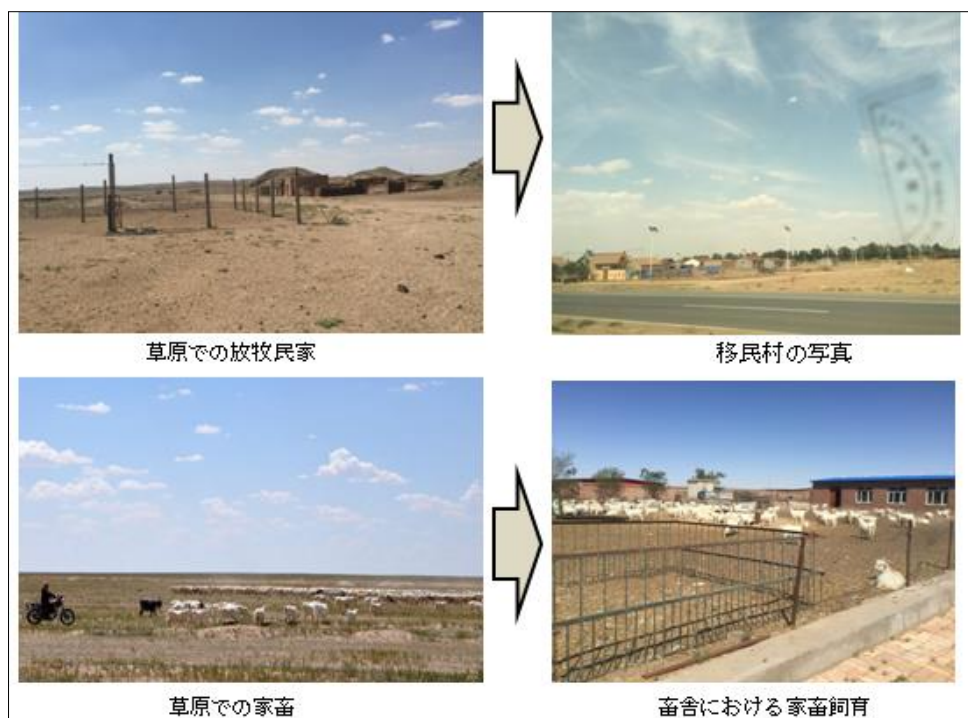 草原での放牧民家
移民村の写真
草原での家畜
畜舎における家畜飼育